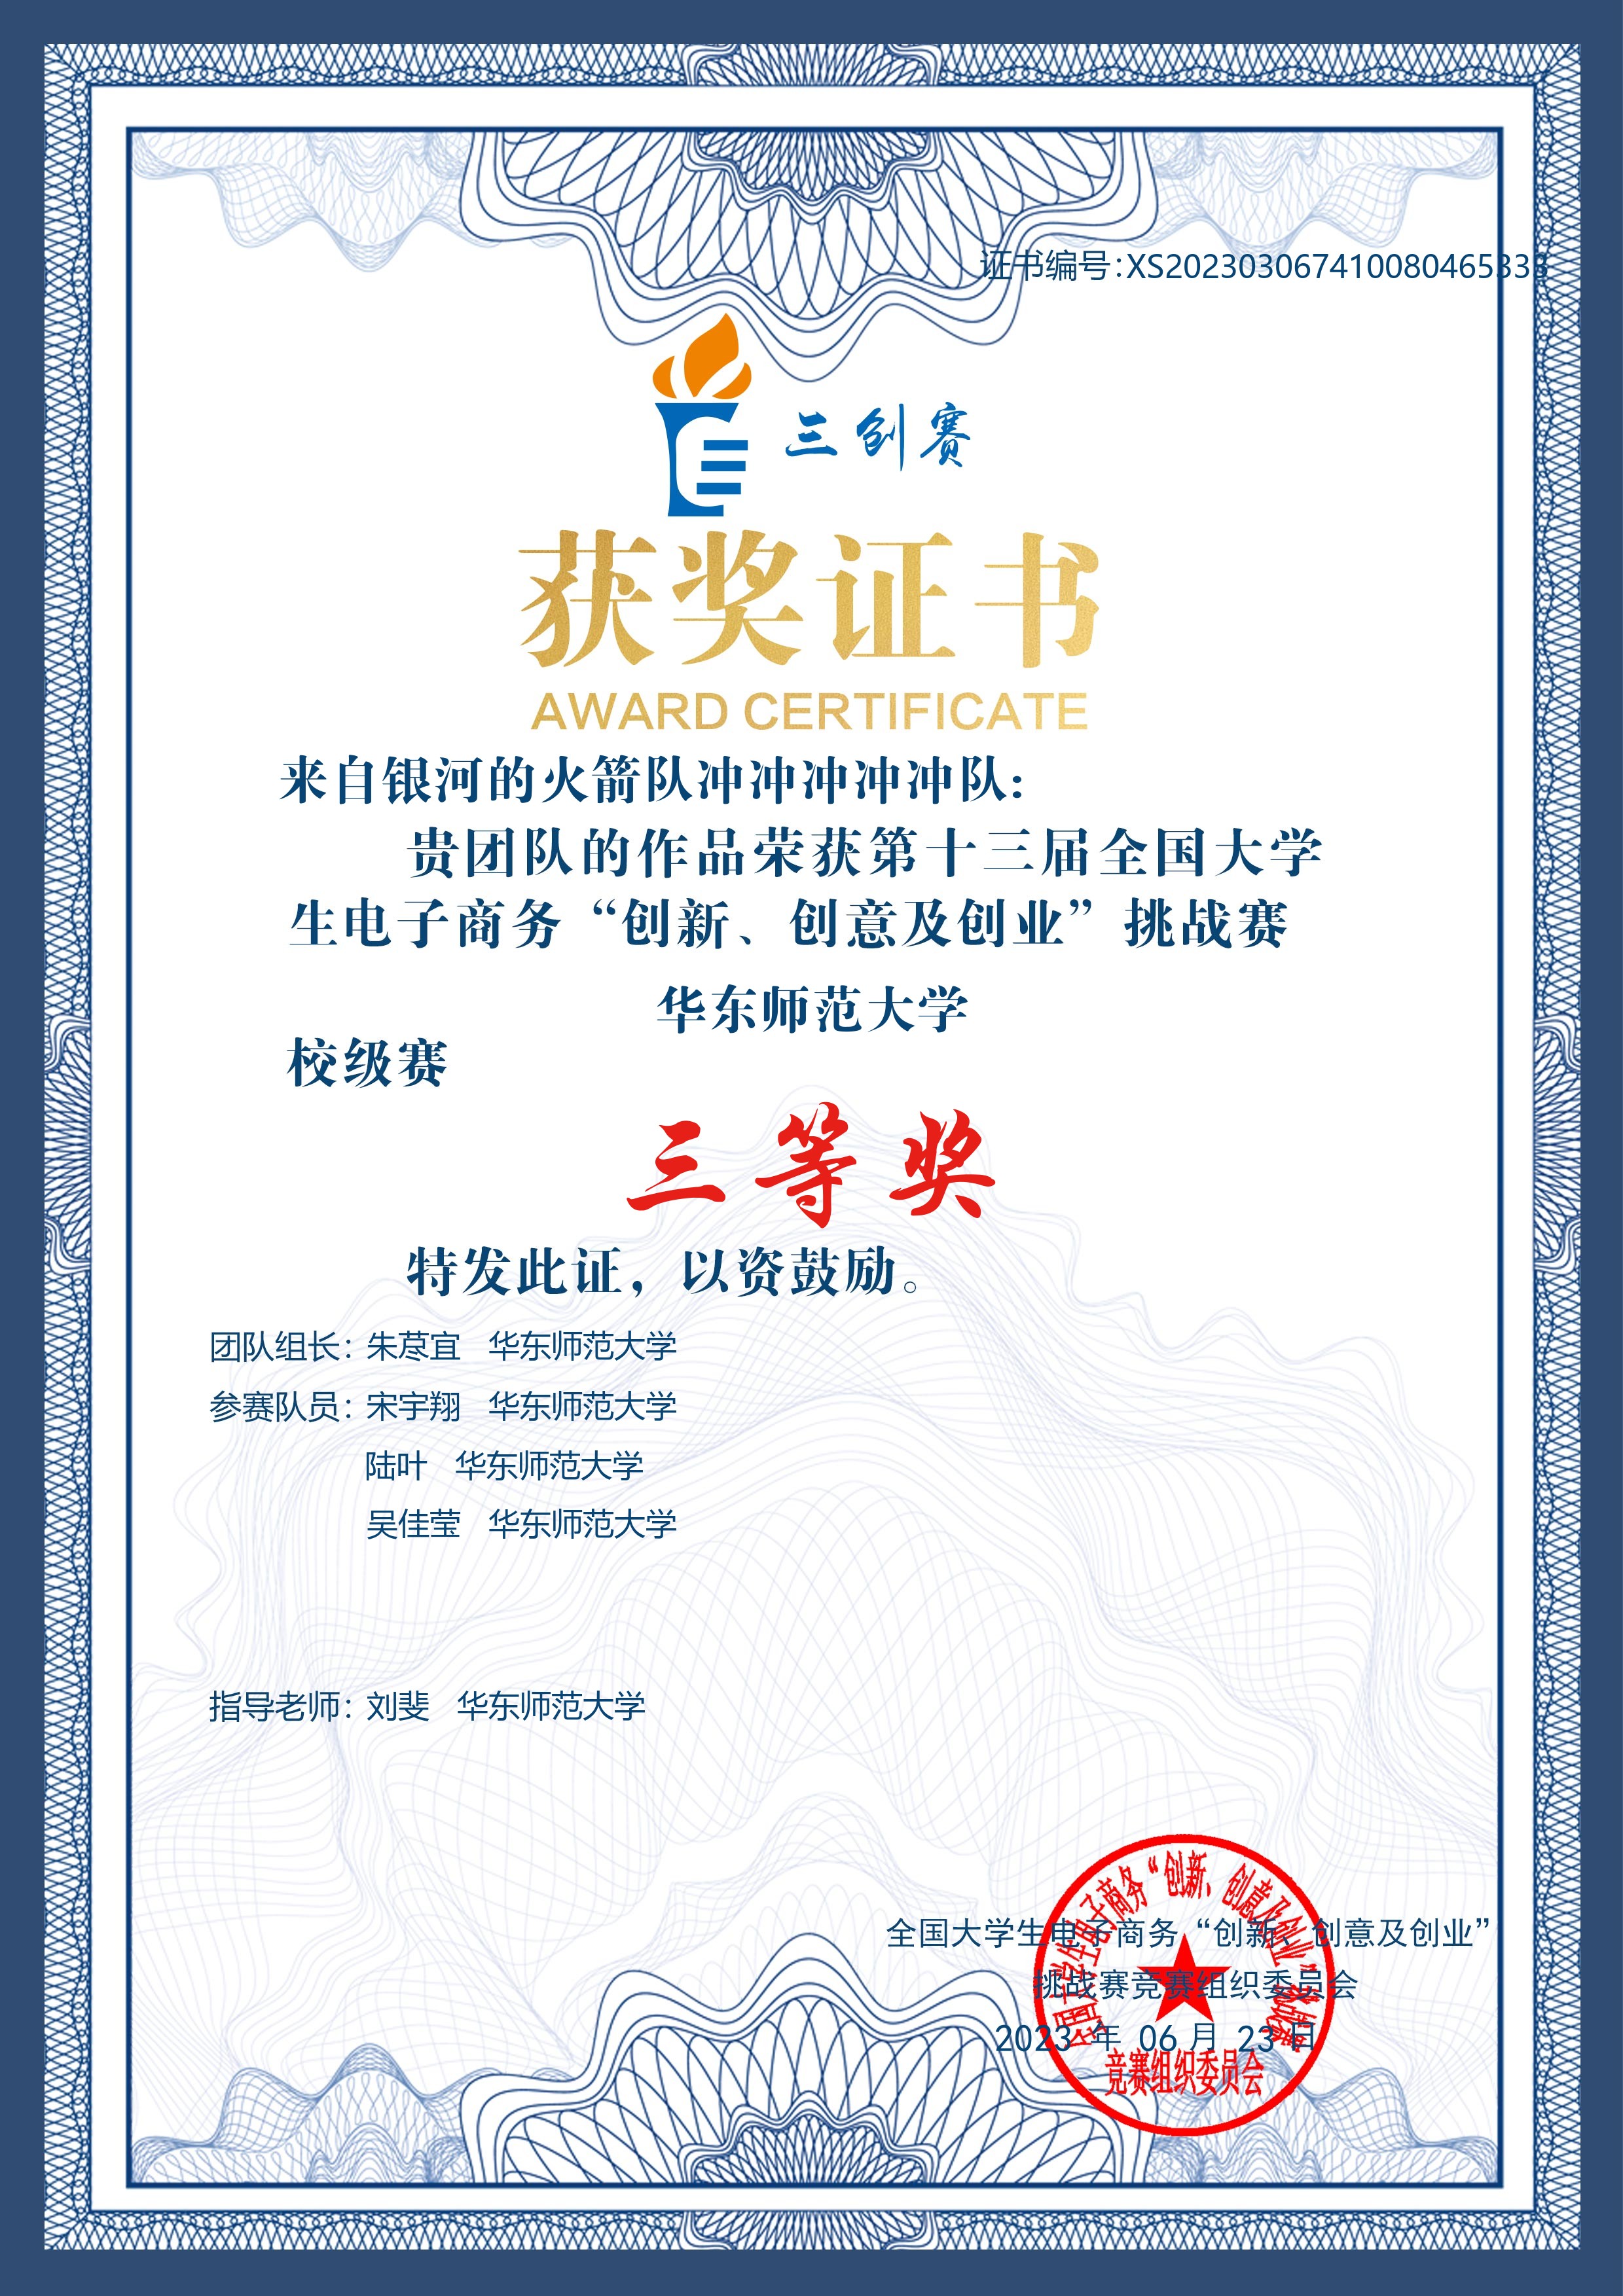 证书编号：XS20230306741008046533
三创赛
获奖证书
AWARD CERTIFICATE
来自银河的火箭队冲冲冲冲冲队：
贵团队的作品荣获第十三届全国大学
生电子商务“创新、创意及创业”挑战赛
华东师范大学
校级赛
三等奖
特发此证，以资鼓励。
团队组长：朱荩宜 华东师范大学
参赛队员：宋宇翔 华东师范大学
陆叶 华东师范大学
吴佳莹 华东师范大学
指导老师：刘斐 华东师范大学
全国大学生电子商务“创新、创意及创业”
挑战赛竞赛组织委员会
2023 年 06 月 23 日
全国大学生电子商务“创新、创意及创业”挑战赛
竞赛组织委员会